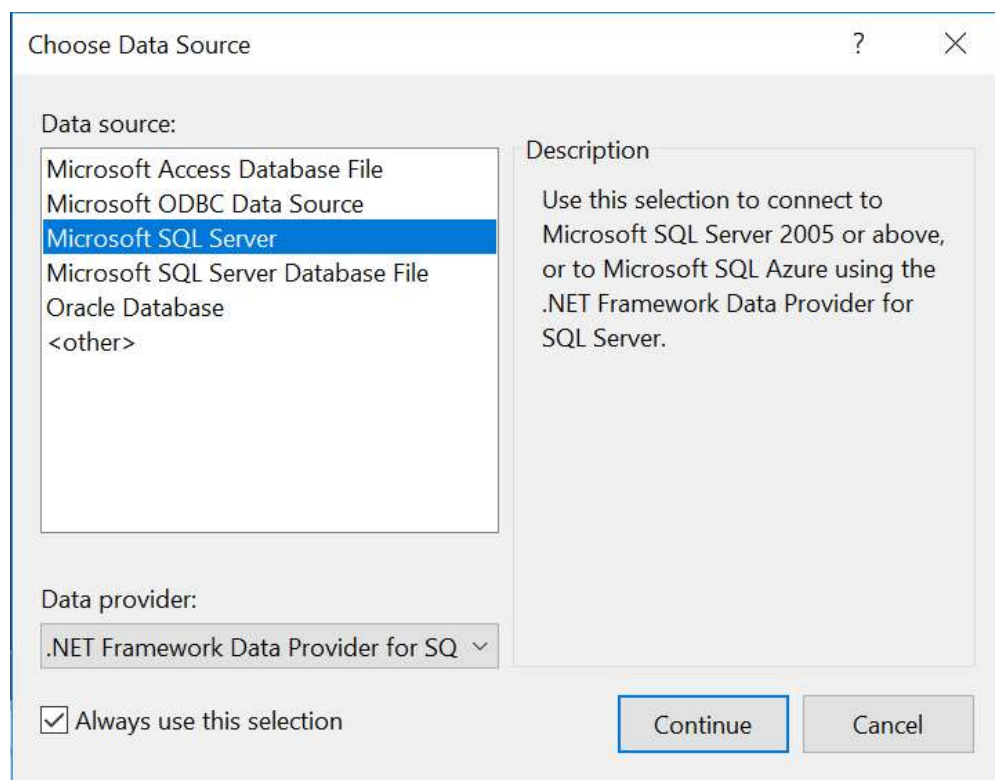 Choose Data Source
?
Data source:
Microsoft Access Database File
Microsoft ODBC Data Source
Microsoft SQL Server
Microsoft SQL Server Database File
Oracle Database
<other>
Description
Use this selection to connect to
Microsoft SQL Server 2005 or above,
or to Microsoft SQL Azure using the
.NET Framework Data Provider for
SQL Server.
Data provider:
.NET Framework Data Provider for SQ
Always use this selection
Continue
Cancel